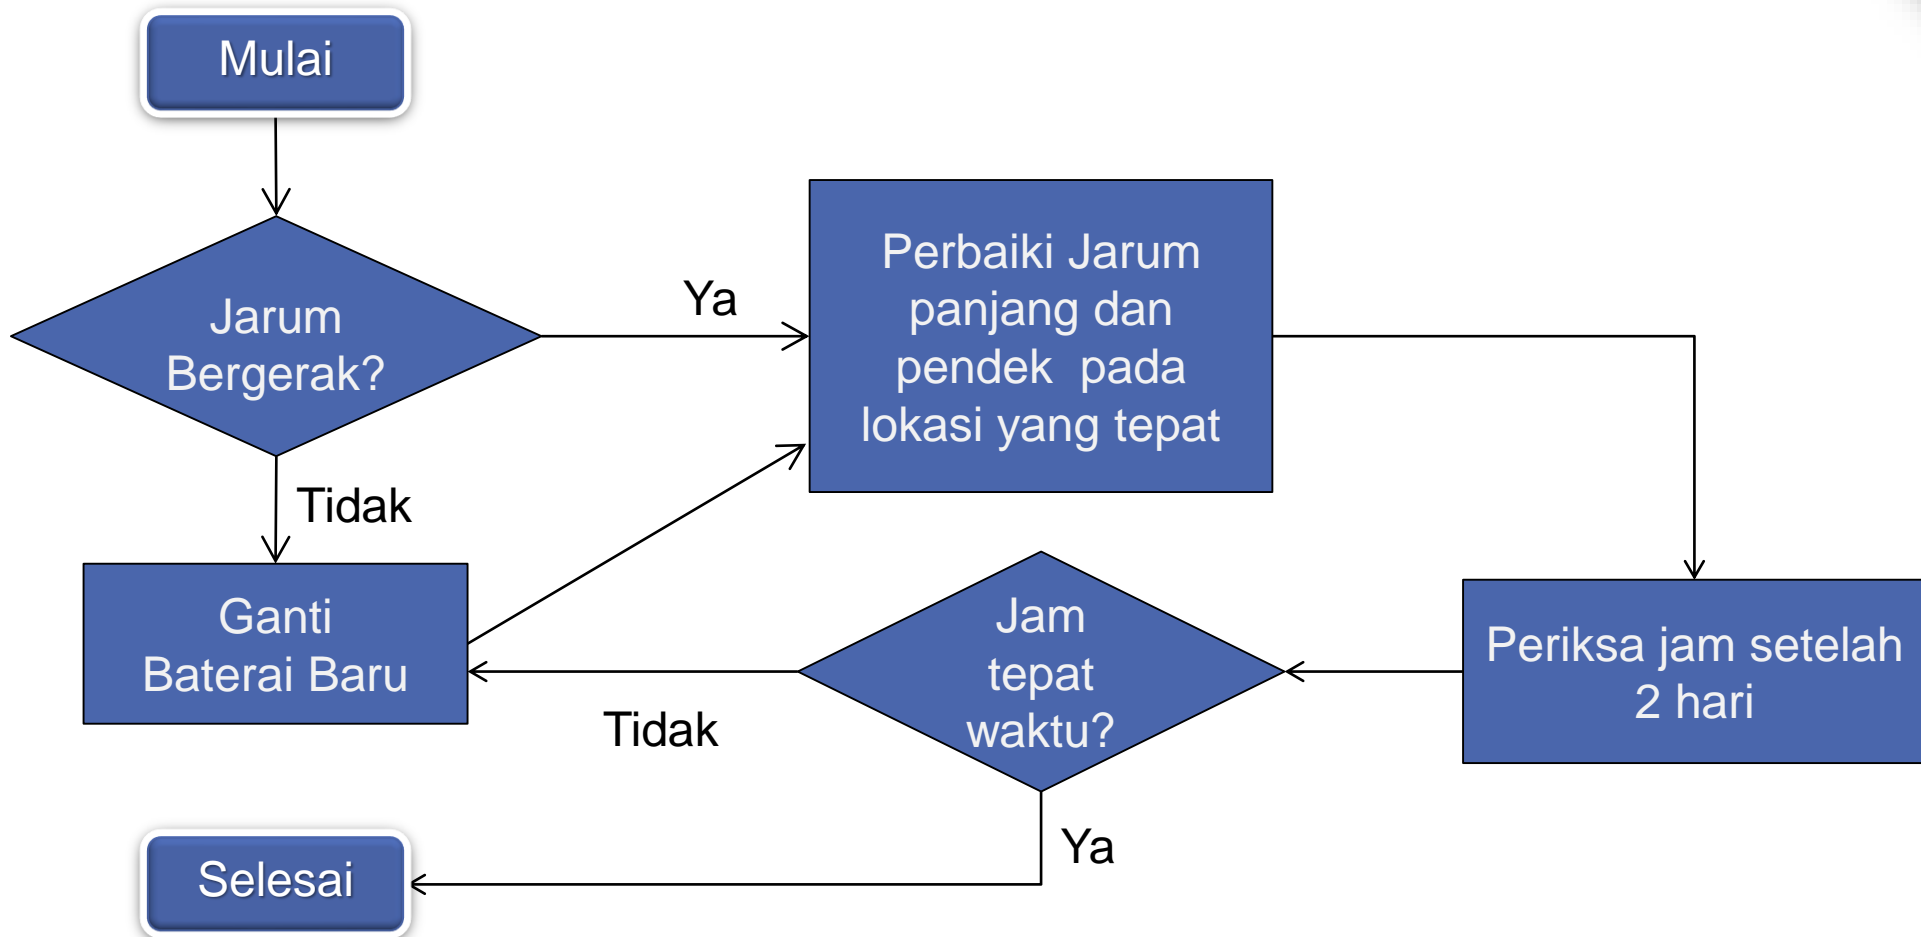 Mulai
Jarum
Bergerak?
Ya
Perbaiki Jarum
panjang dan
pendek pada
lokasi yang tepat
Tidak
Ganti
Baterai Baru
Jam
tepat
waktu?
Periksa jam setelah
2 hari
Tidak
Ya
Selesai